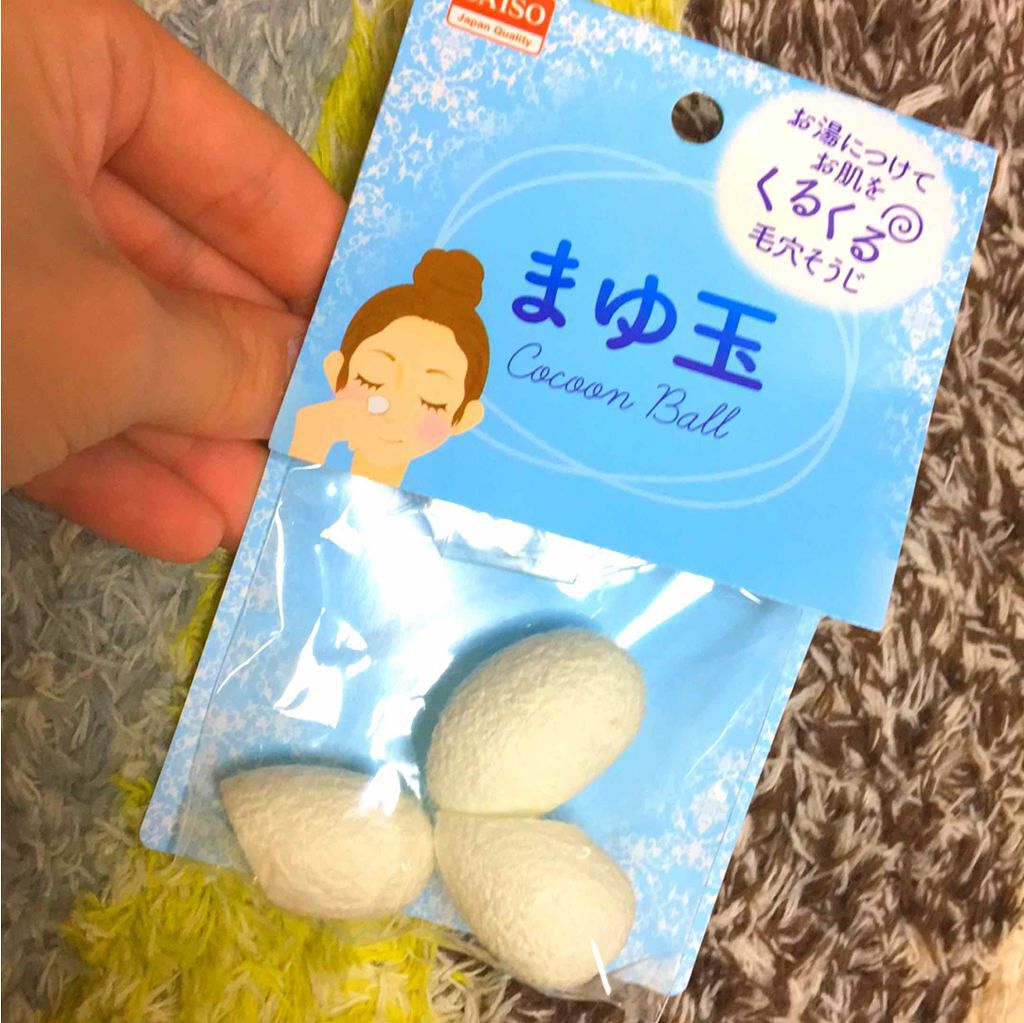 DAISO
Japan Quality
お湯につけて
お肌を
くるくる
毛穴そうじ
まゆ玉
Cocoon Ball